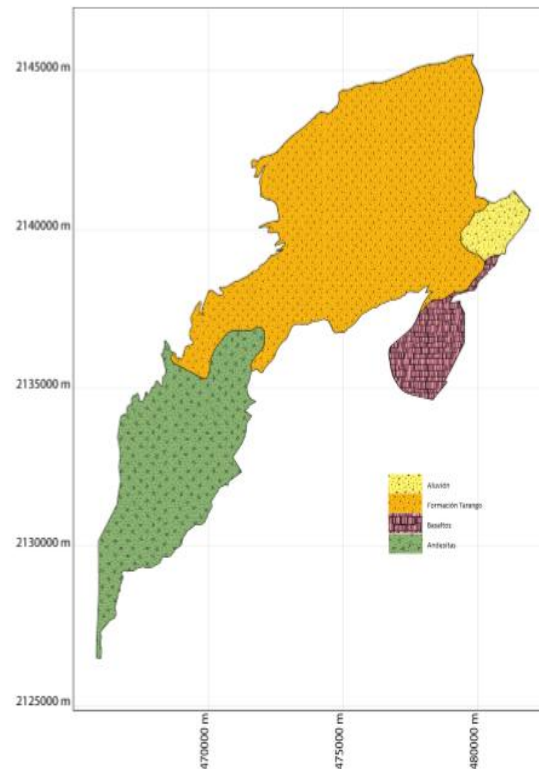 2145000 m
2140000 m
2135000 m
2130000 m
2125000 m
Aluvión
Formación Tarango
Basaltos
Andesitas
470000 m
475000 m
480000 m